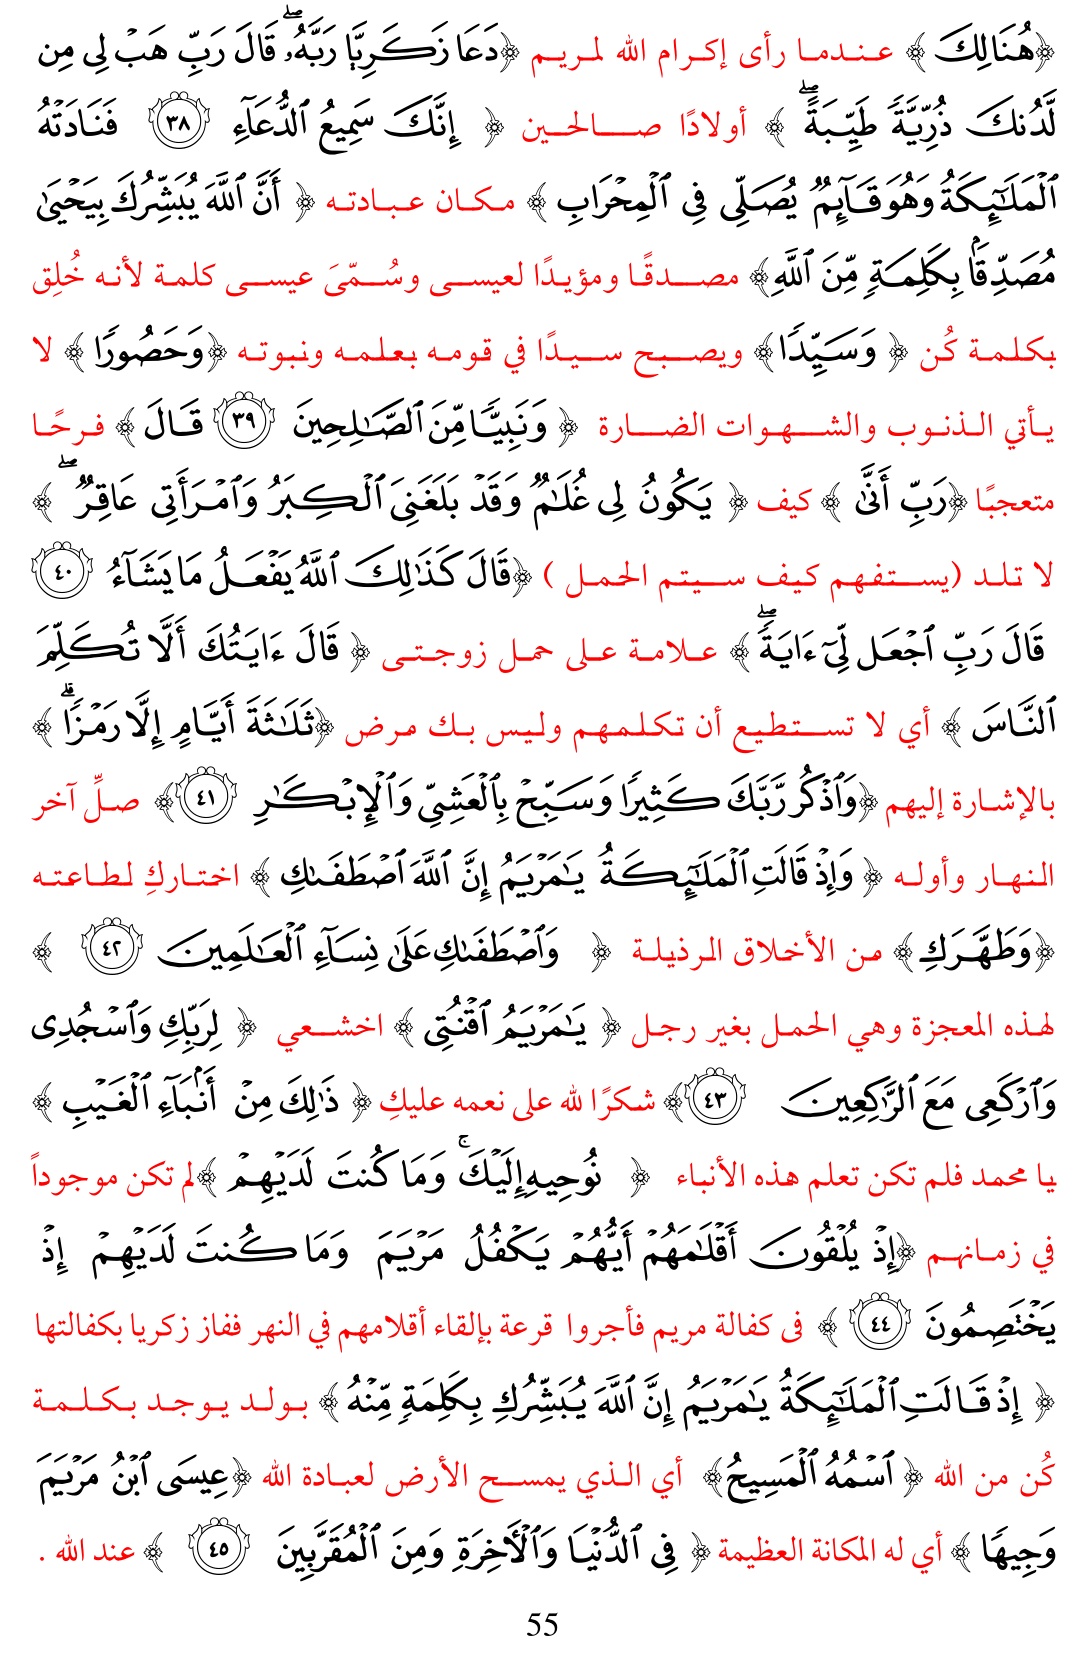 ﴿هُنَالِكَ ﴾ عندما رأى إكرام الله لمريم ﴿دَعَا زَكَرِيَّا رَبَّهُۥۖ قَالَ رَبِّ هَبۡ لِي مِن
لَّدُنكَ ذُرِّيَّةٗ طَيِّبَةًۖ ﴾ أولادًا صالحين ﴿ إِنَّكَ سَمِيعُ ٱلدُّعَآءِ ٣٨ فَنَادَتۡهُ
ٱلۡمَلَٰٓئِكَةُ وَهُوَ قَآئِمٞ يُصَلِّي فِي ٱلۡمِحۡرَابِ ﴾ مكان عبادته ﴿ أَنَّ ٱللَّهَ يُبَشِّرُكَ بِيَحۡيَىٰ
مُصَدِّقَۢا بِكَلِمَةٖ مِّنَ ٱللَّهِ﴾ مصدقًا ومؤيدًا لعيسى وسُمّىَ عيسى كلمة لأنه خُلِق
بكلمة كُن ﴿ وَسَيِّدٗا﴾ ويصبح سيدًا في قومه بعلمه ونبوته ﴿وَحَصُورٗا ﴾ لا
يأتي الذنوب والشهوات الضارة ﴿ وَنَبِيّٗا مِّنَ ٱلصَّٰلِحِينَ ٣٩ قَالَ ﴾ فرحًا
متعجبًا ﴿رَبِّ أَنَّىٰ ﴾ كيف ﴿ يَكُونُ لِي غُلَٰمٞ وَقَدۡ بَلَغَنِيَ ٱلۡكِبَرُ وَٱمۡرَأَتِي عَاقِرٞۖ ﴾
لا تلد (يستفهم كيف سيتم الحمل ) ﴿قَالَ كَذَٰلِكَ ٱللَّهُ يَفۡعَلُ مَا يَشَآءُ ٤٠
قَالَ رَبِّ ٱجۡعَل لِّيٓ ءَايَةٗۖ ﴾ علامة على حمل زوجتى ﴿ قَالَ ءَايَتُكَ أَلَّا تُكَلِّمَ
ٱلنَّاسَ ﴾ أي لا تستطيع أن تكلمهم وليس بك مرض ﴿ثَلَٰثَةَ أَيَّامٍ إِلَّا رَمۡزٗاۗ ﴾
بالإشارة إليهم ﴿وَٱذۡكُر رَّبَّكَ كَثِيرٗا وَسَبِّحۡ بِٱلۡعَشِيِّ وَٱلۡإِبۡكَٰرِ ٤١﴾ صلِّ آخر
النهار وأوله ﴿ وَإِذۡ قَالَتِ ٱلۡمَلَٰٓئِكَةُ يَٰمَرۡيَمُ إِنَّ ٱللَّهَ ٱصۡطَفَىٰكِ ﴾ اختاركِ لطاعته
﴿وَطَهَّرَكِ﴾ من الأخلاق المرذيلة ﴿ وَٱصۡطَفَىٰكِ عَلَىٰ نِسَآءِ ٱلۡعَٰلَمِينَ ٤٢ ﴾
لهذه المعجزة وهي الحمل بغير رجل ﴿ يَٰمَرۡيَمُ ٱقۡنُتِي ﴾ اخشعي ﴿ لِرَبِّكِ وَٱسۡجُدِي
وَٱرۡكَعِي مَعَ ٱلرَّٰكِعِينَ ٤٣﴾ شكرًا لله على نعمه عليكِ ﴿ ذَٰلِكَ مِنۡ أَنۢبَآءِ ٱلۡغَيۡبِ ﴾
يا محمد فلم تكن تعلم هذه الأنباء ﴿ نُوحِيهِ إِلَيۡكَۚ وَمَا كُنتَ لَدَيۡهِمۡ ﴾لم تكن موجوداً
في زمانهم ﴿إِذۡ يُلۡقُونَ أَقۡلَٰمَهُمۡ أَيُّهُمۡ يَكۡفُلُ مَرۡيَمَ وَمَا كُنتَ لَدَيۡهِمۡ إِذۡ
يَخۡتَصِمُونَ ٤٤ ﴾ فى كفالة مريم فأجروا قرعة بإلقاء أقلامهم في النهر ففاز زكريا بكفالتها
﴿ إِذۡ قَالَتِ ٱلۡمَلَٰٓئِكَةُ يَٰمَرۡيَمُ إِنَّ ٱللَّهَ يُبَشِّرُكِ بِكَلِمَةٖ مِّنۡهُ ﴾ بولد يوجد بكلمة
كُن من الله ﴿ ٱسۡمُهُ ٱلۡمَسِيحُ﴾ أي الذي يمسح الأرض لعبادة الله ﴿عِيسَى ٱبۡنُ مَرۡيَمَ
وَجِيهٗا ﴾ أي له المكانة العظيمة ﴿ فِي ٱلدُّنۡيَا وَٱلۡأٓخِرَةِ وَمِنَ ٱلۡمُقَرَّبِينَ ٤٥ ﴾ عند الله .
55